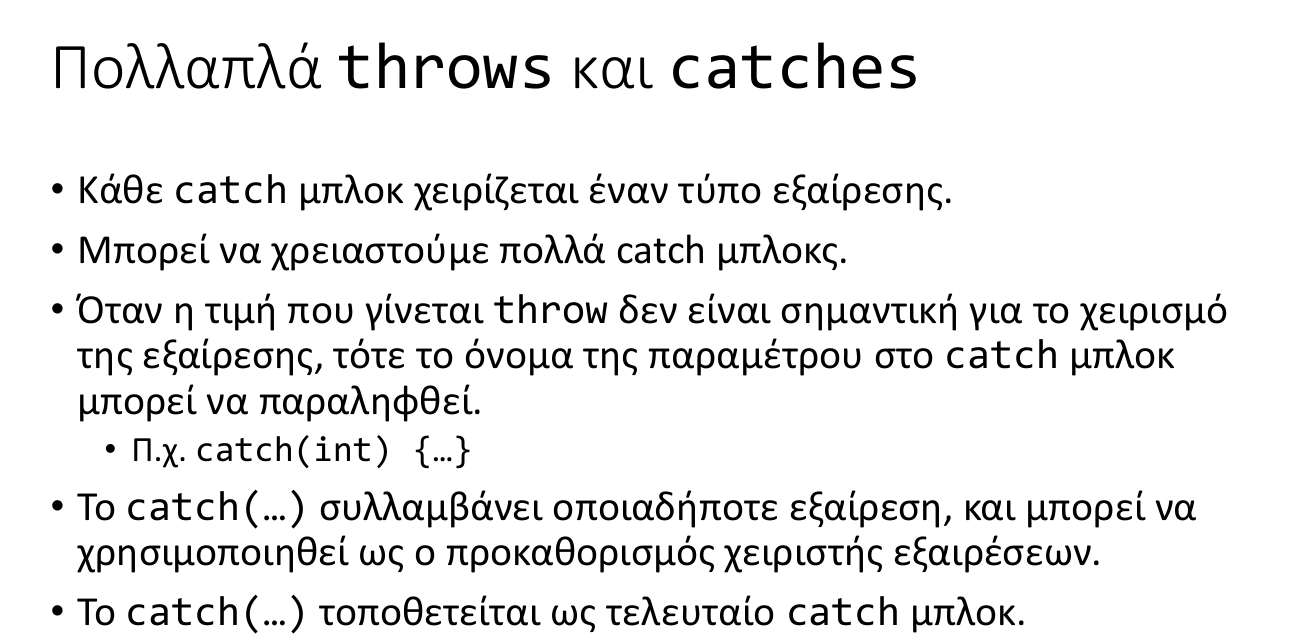 Πολλαπλά throws και catches
• Κάθε catch μπλοκ χειρίζεται έναν τύπο εξαίρεσης.
• Μπορεί να χρειαστούμε πολλά catch μπλοκς.
• Όταν η τιμή που γίνεται throw δεν είναι σημαντική για το χειρισμό
της εξαίρεσης, τότε το όνομα της παραμέτρου στο catch μπλοκ
μπορεί να παραληφθεί.
• Π.χ. catch(int) {…}
• Το catch(…) συλλαμβάνει οποιαδήποτε εξαίρεση, και μπορεί να
χρησιμοποιηθεί ως ο προκαθορισμός χειριστής εξαιρέσεων.
• Το catch(…) τοποθετείται ως τελευταίο catch μπλοκ.